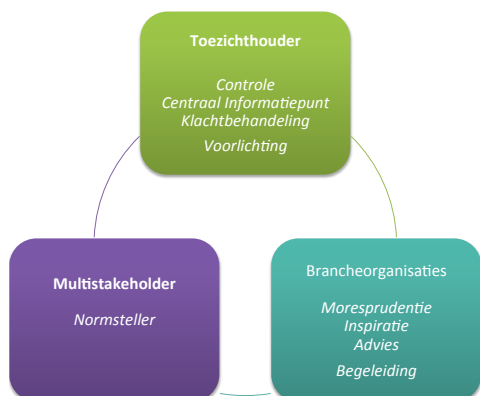 Toezichthouder
Controle
Centraal Informatiepunt
Klachtbehandeling
Voorlichting
Multistakeholder
Normsteller
Brancheorganisaties
Moresprudentie
Inspiratie
Advies
Begeleiding